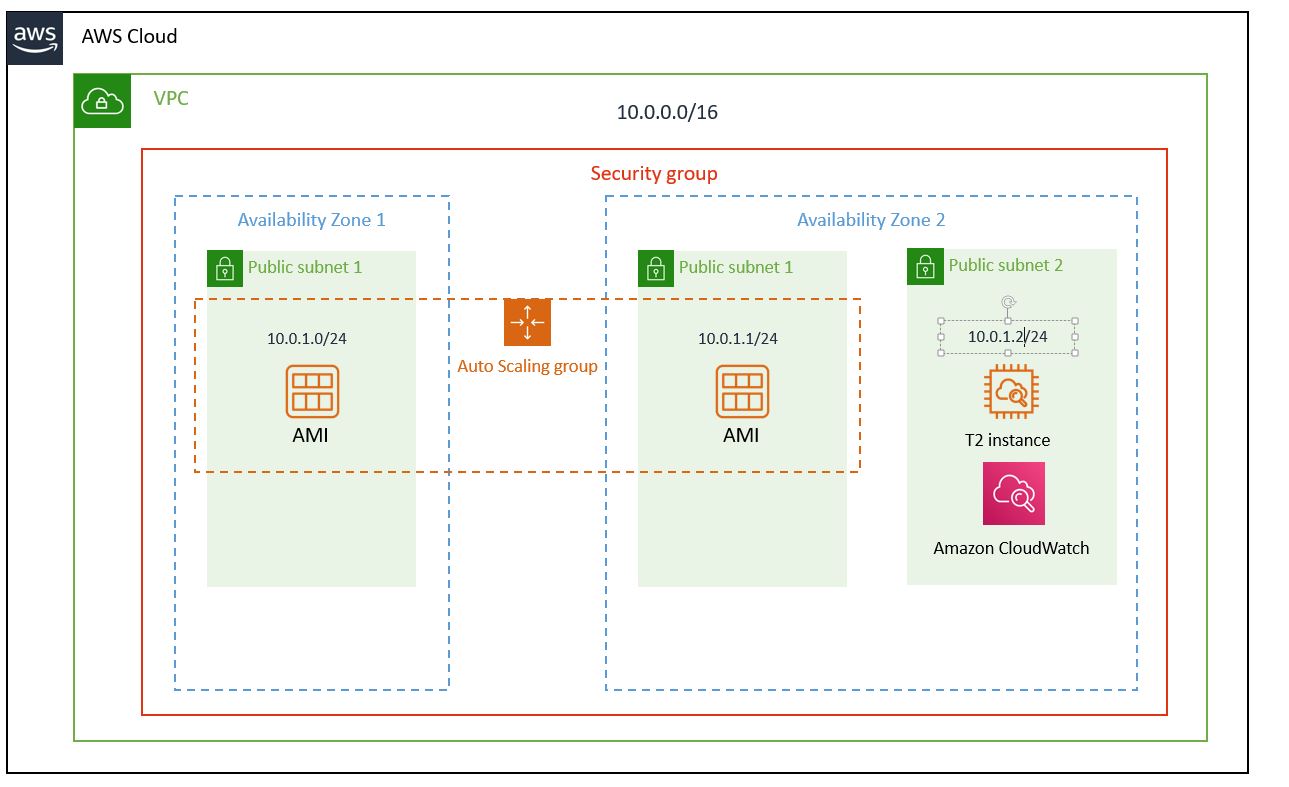 aws
AWS Cloud
VPC
10.0.0.0/16
Security group
Availability Zone 1
Availability Zone 2
Public subnet 1
Public subnet 1
Public subnet 2
10.0.1.0/24
10.0.1.1/24
10.0.1.2/24
Auto Scaling group
AMI
AMI
T2 instance
Amazon CloudWatch